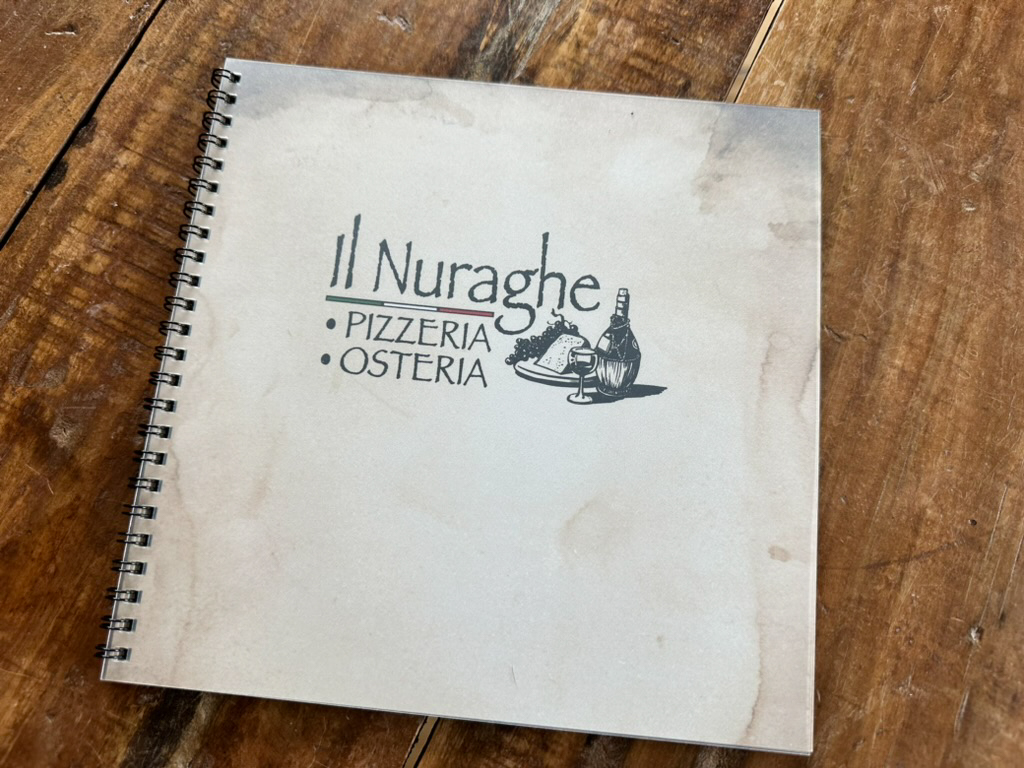 Il Nuraghe
• PIZZERIA
• OSTERIA